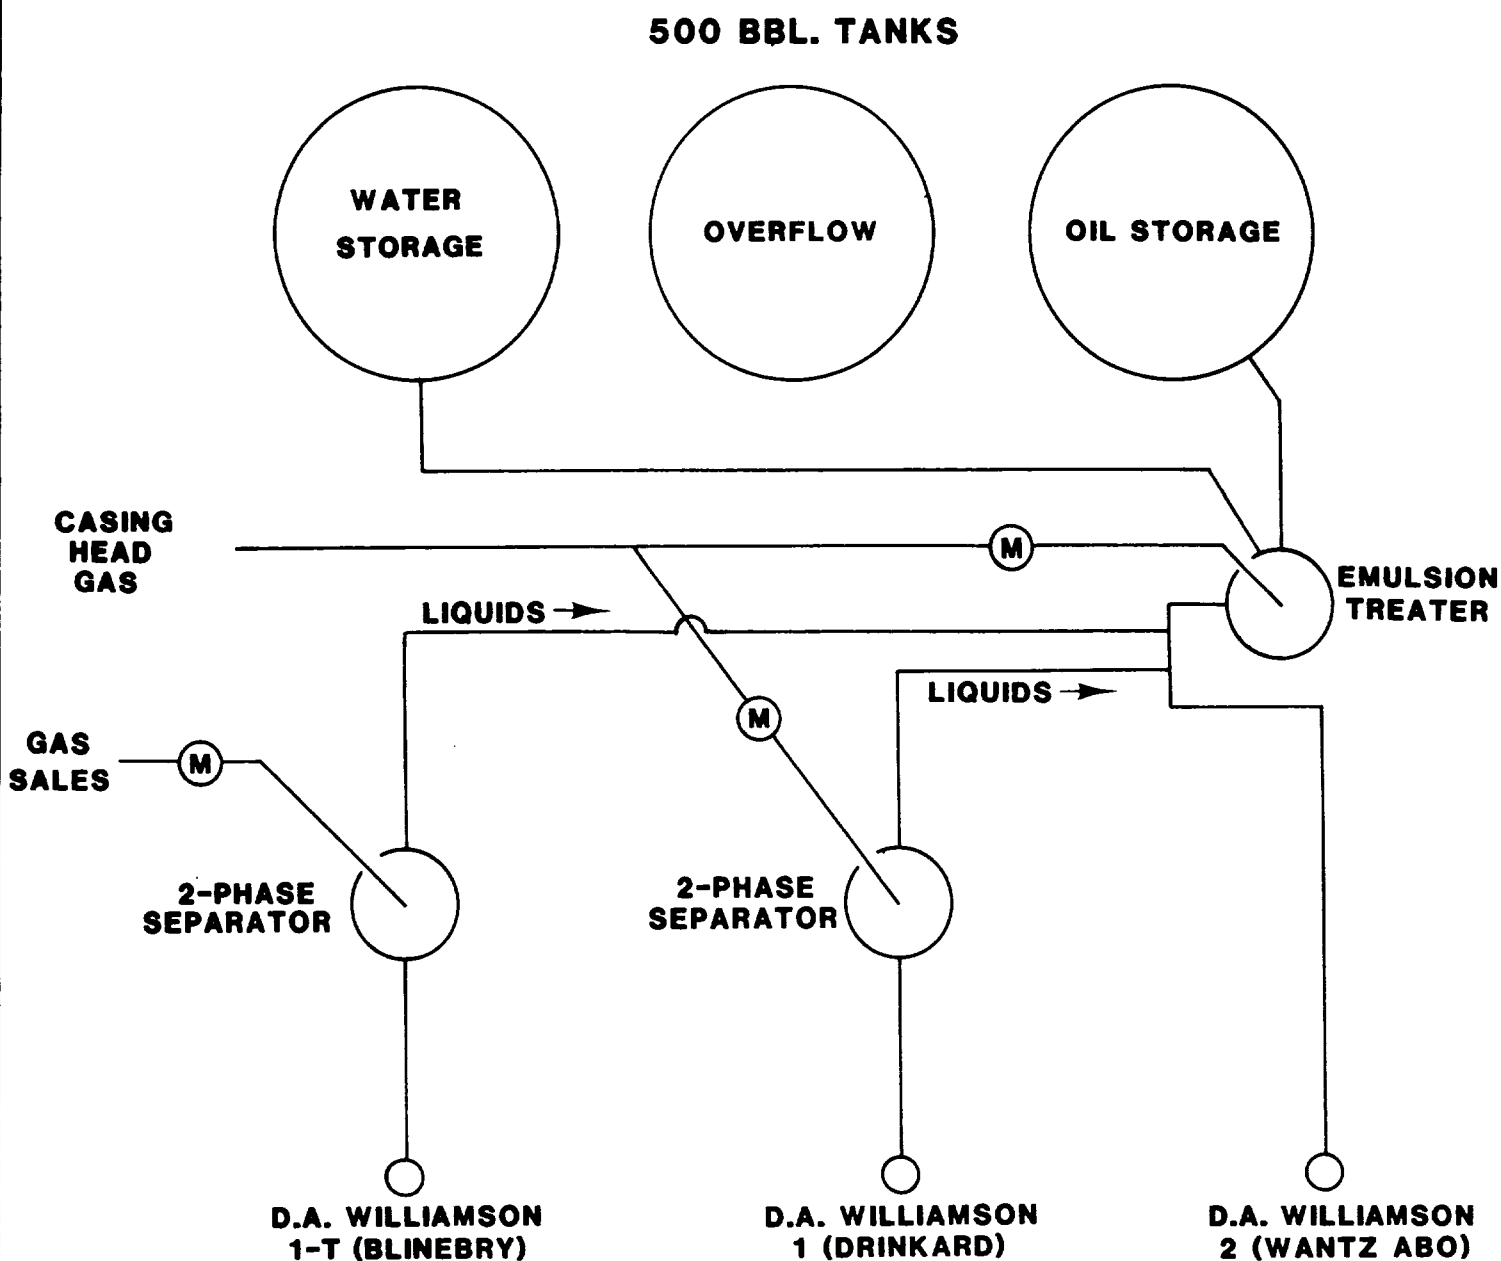 500 BBL. TANKS
WATER
STORAGE
OVERFLOW
OIL STORAGE
CASING
HEAD
GAS
M
EMULSION
TREATER
LIQUIDS
LIQUIDS
M
GAS
SALES
M
2-PHASE
SEPARATOR
2-PHASE
SEPARATOR
D.A. WILLIAMSON
1-T (BLINEBRY)
D.A. WILLIAMSON
1 (DRINKARD)
D.A. WILLIAMSON
2 (WANTZ ABO)